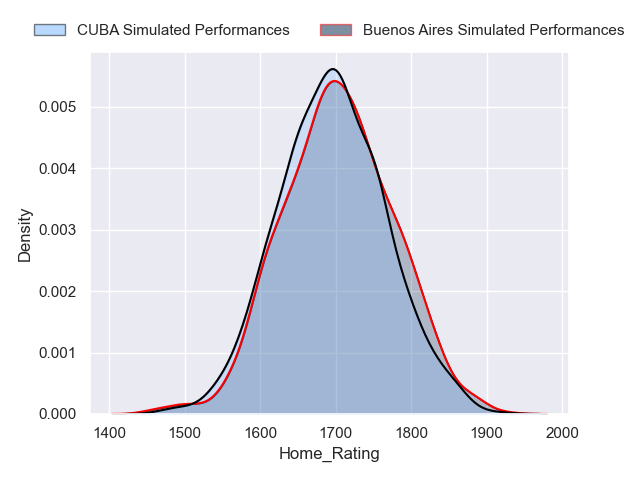 CUBA Simulated Performances
Buenos Aires Simulated Performances
Density
0.005
0.004
0.003
0.002
0.001
0.000
1400 1500 1600 1700 1800 1900 2000
Home_Rating